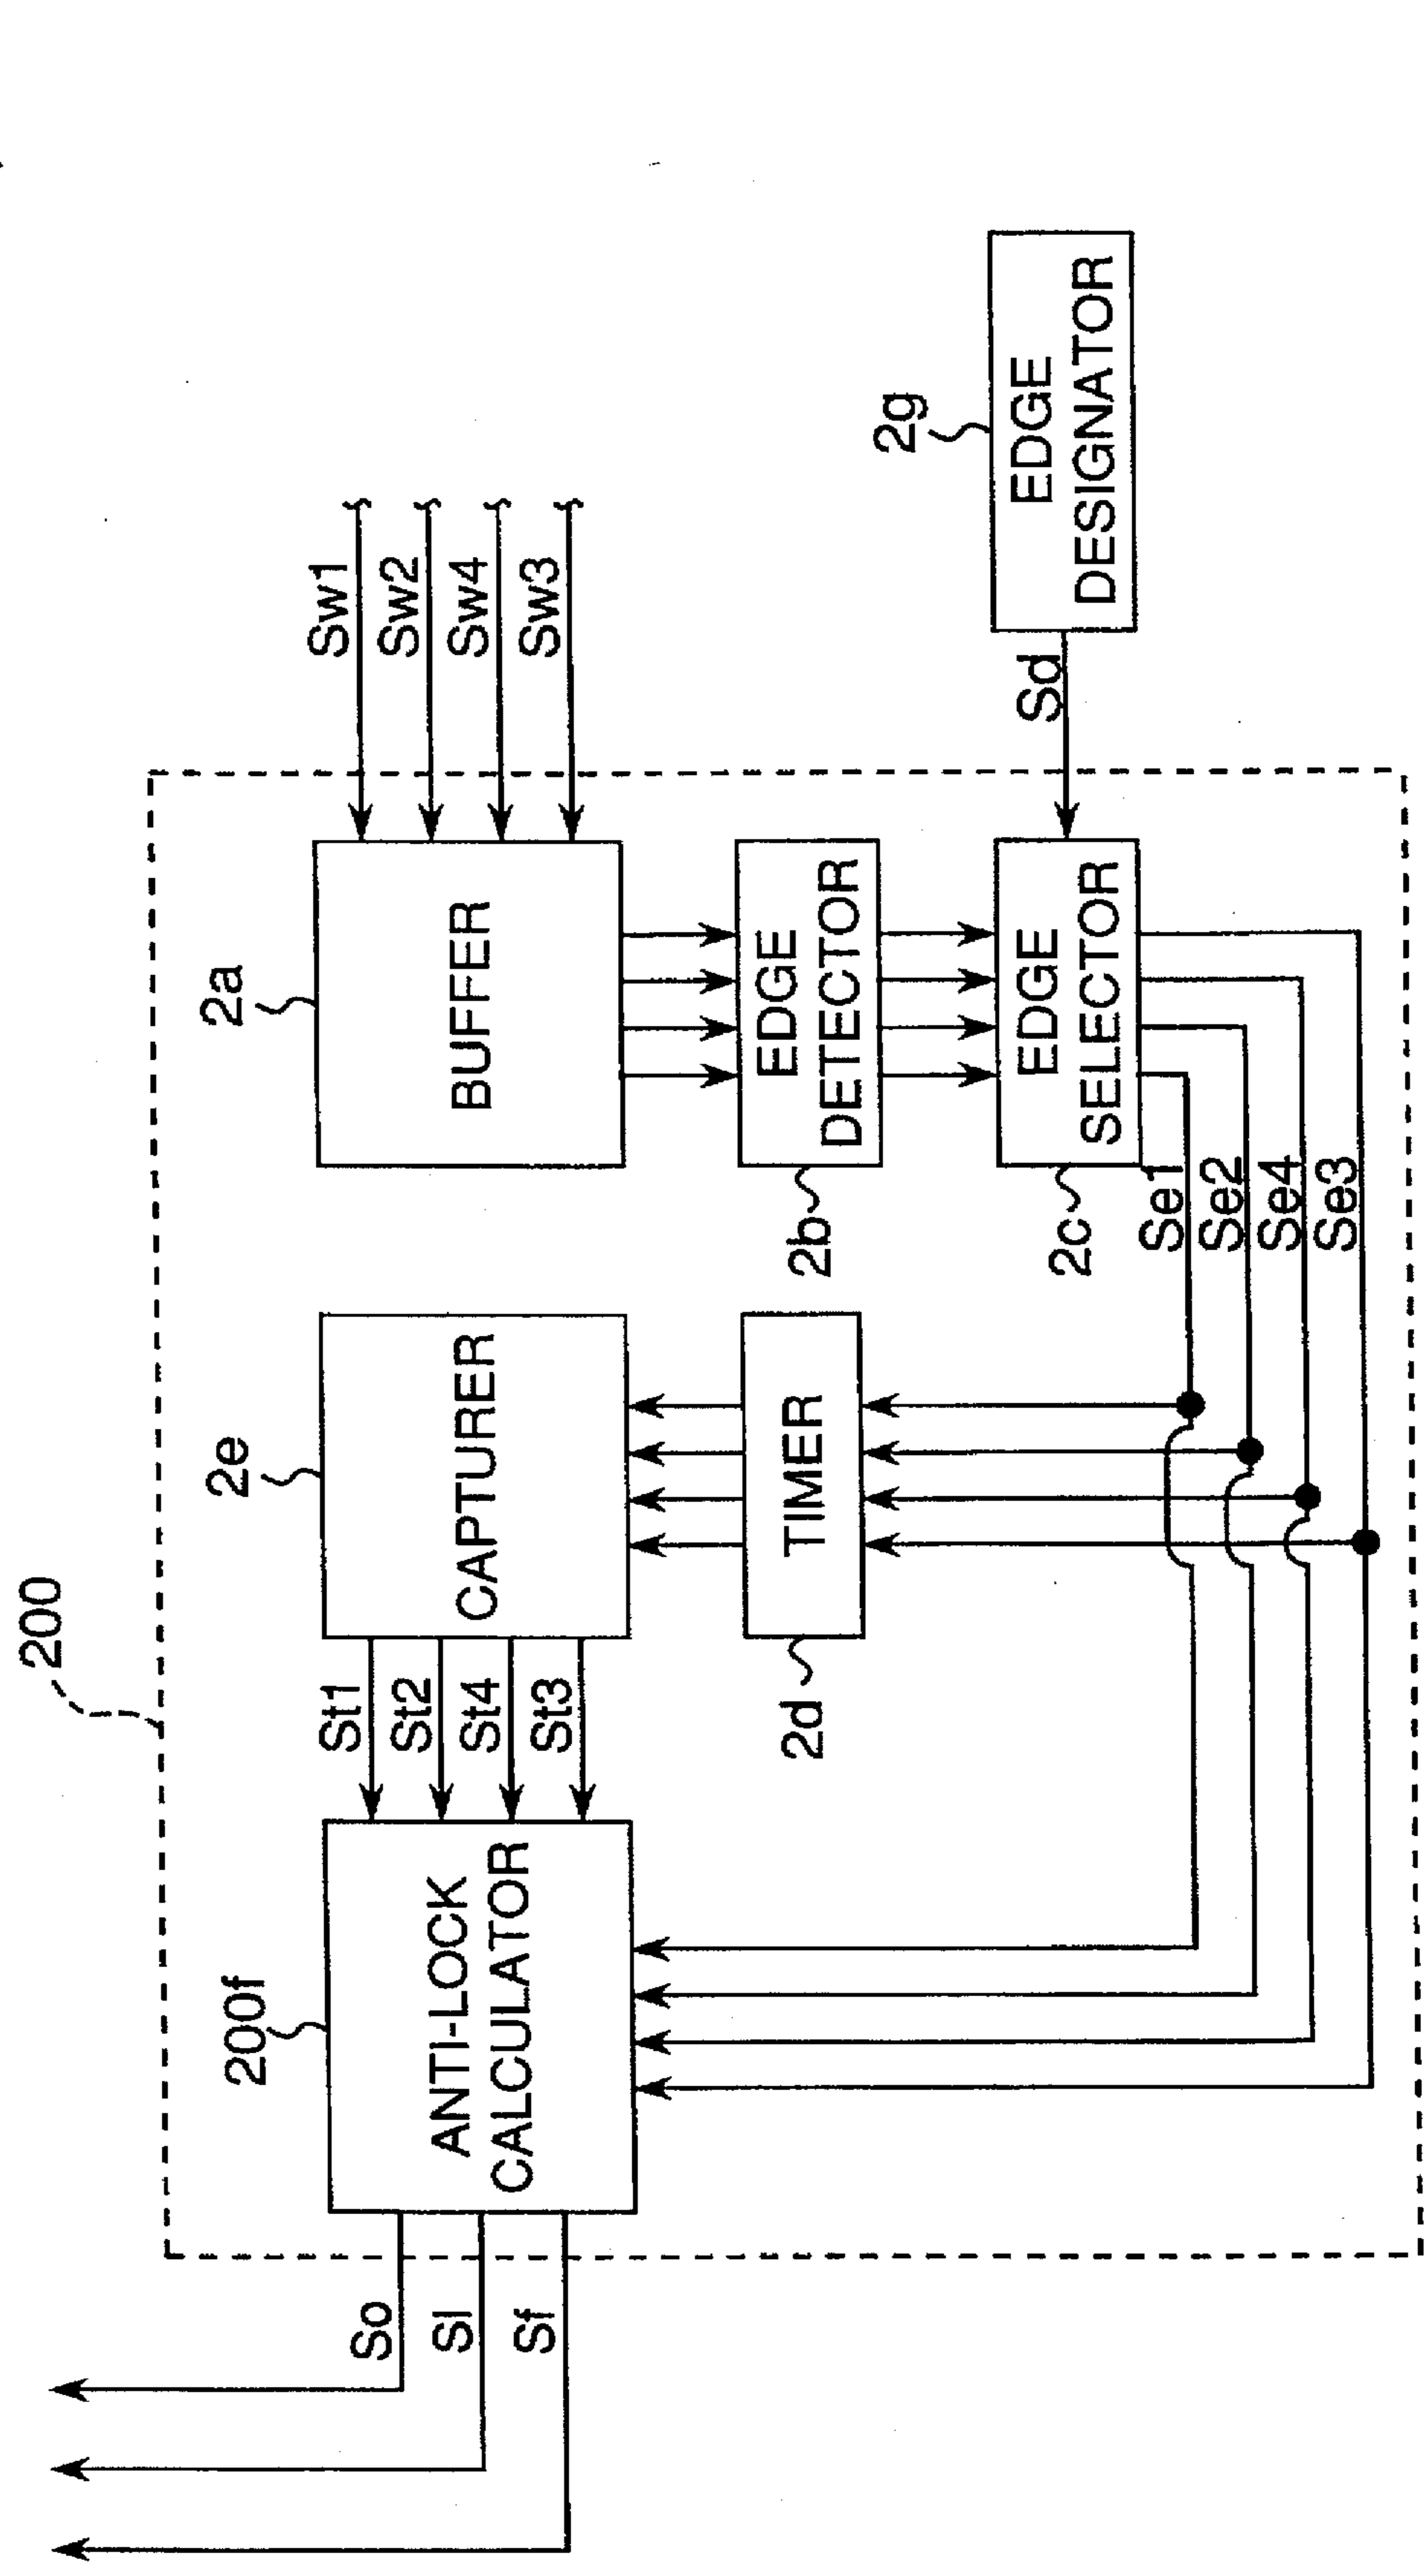 200
200f
2e
2a
So
Sl
Sf
ANTI-LOCK
CALCULATOR
St1
St2
St4
St3
CAPTURER
BUFFER
Sw1
Sw2
Sw4
Sw3
2d
TIMER
2b
EDGE
DETECTOR
2c
EDGE
SELECTOR
Sd
2g
EDGE
DESIGNATOR
Se1
Se2
Se4
Se3